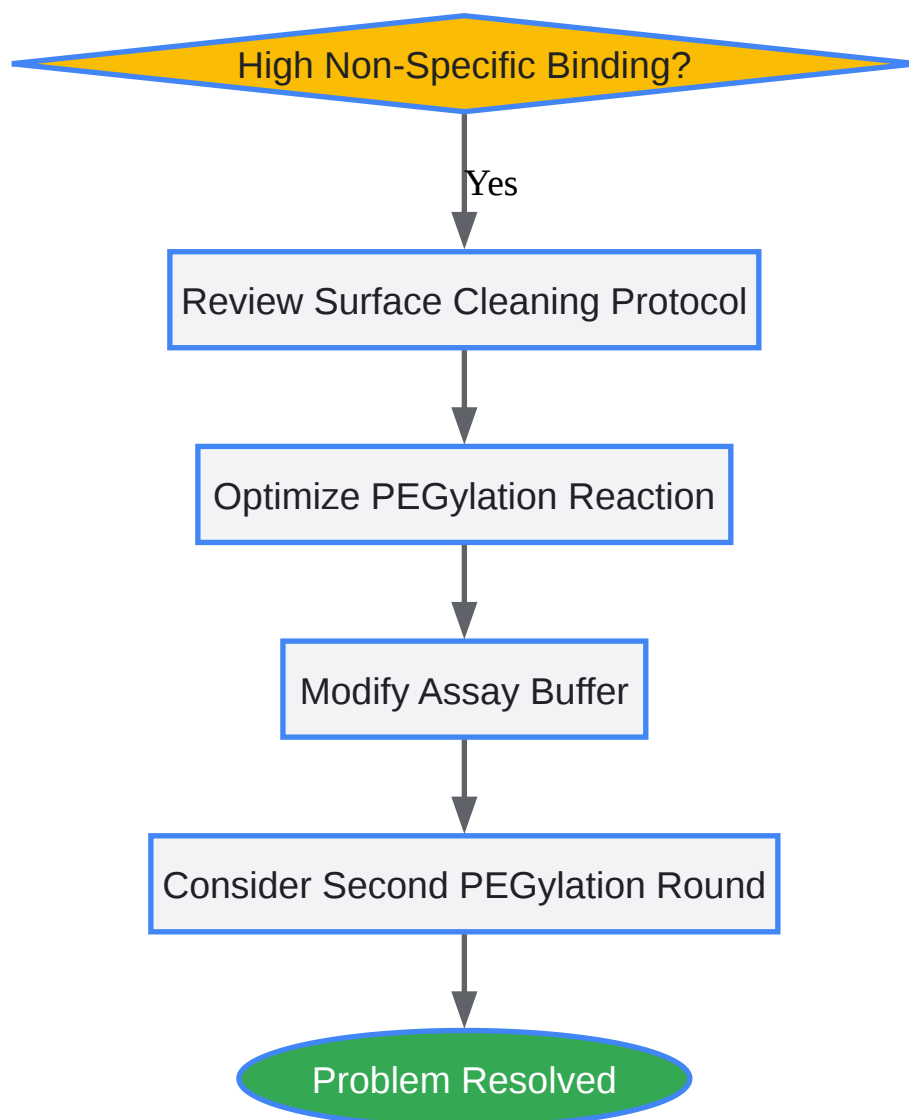 High Non-Specific Binding?
Yes
Review Surface Cleaning Protocol
Optimize PEGylation Reaction
Modify Assay Buffer
Consider Second PEGylation Round
Problem Resolved